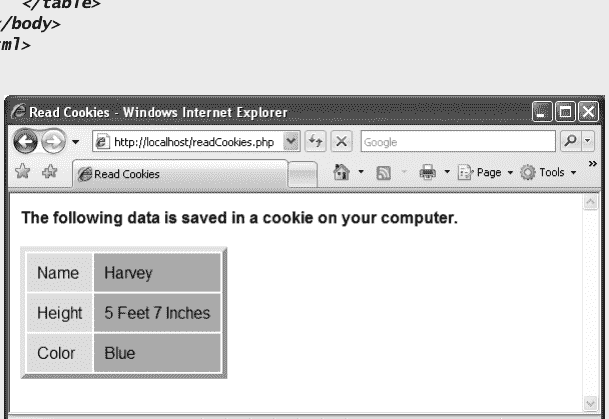 </table>
</body>
html>
Read Cookies - Windows Internet Explorer
http://localhost/readCookies.php
Google
Read Cookies
Page
Tools
»
The following data is saved in a cookie on your computer.
Name Harvey
Height 5 Feet 7 Inches
Color Blue